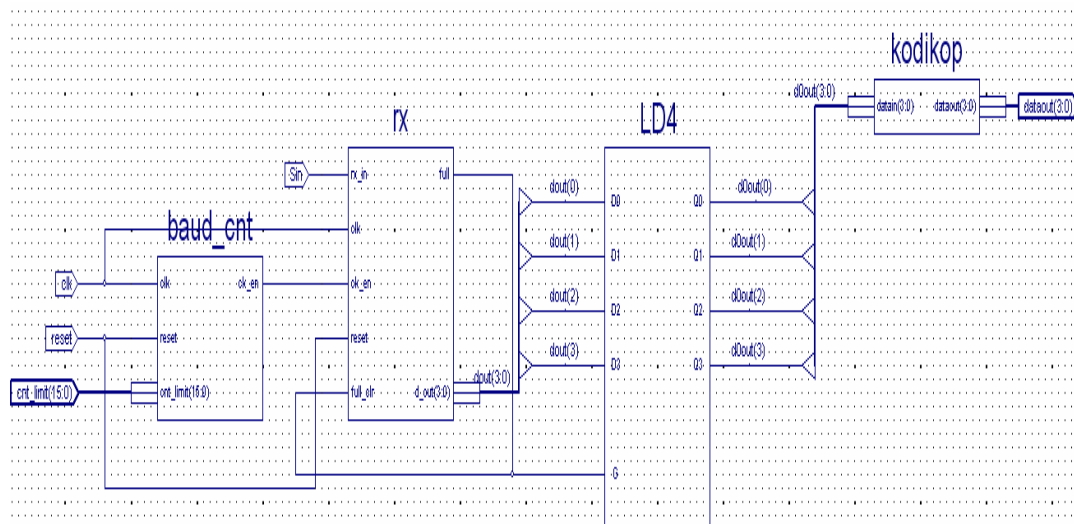 kodikop
d0out(3:0)
datain(3:0)
dataout(3:0)
dataout(3:0)
rx
LD4
Sin
rx_in
full
dout(0)
D0
Q0
d0out(0)
baud_cnt
clk
dout(1)
D1
Q1
d0out(1)
clk
clk
ck_en
ck_en
dout(2)
D2
Q2
d0out(2)
reset
reset
reset
dout(3)
D3
Q3
d0out(3)
dout(3:0)
cnt_limit(15:0)
cnt_limit(15:0)
full_clr
d_out(3:0)
G